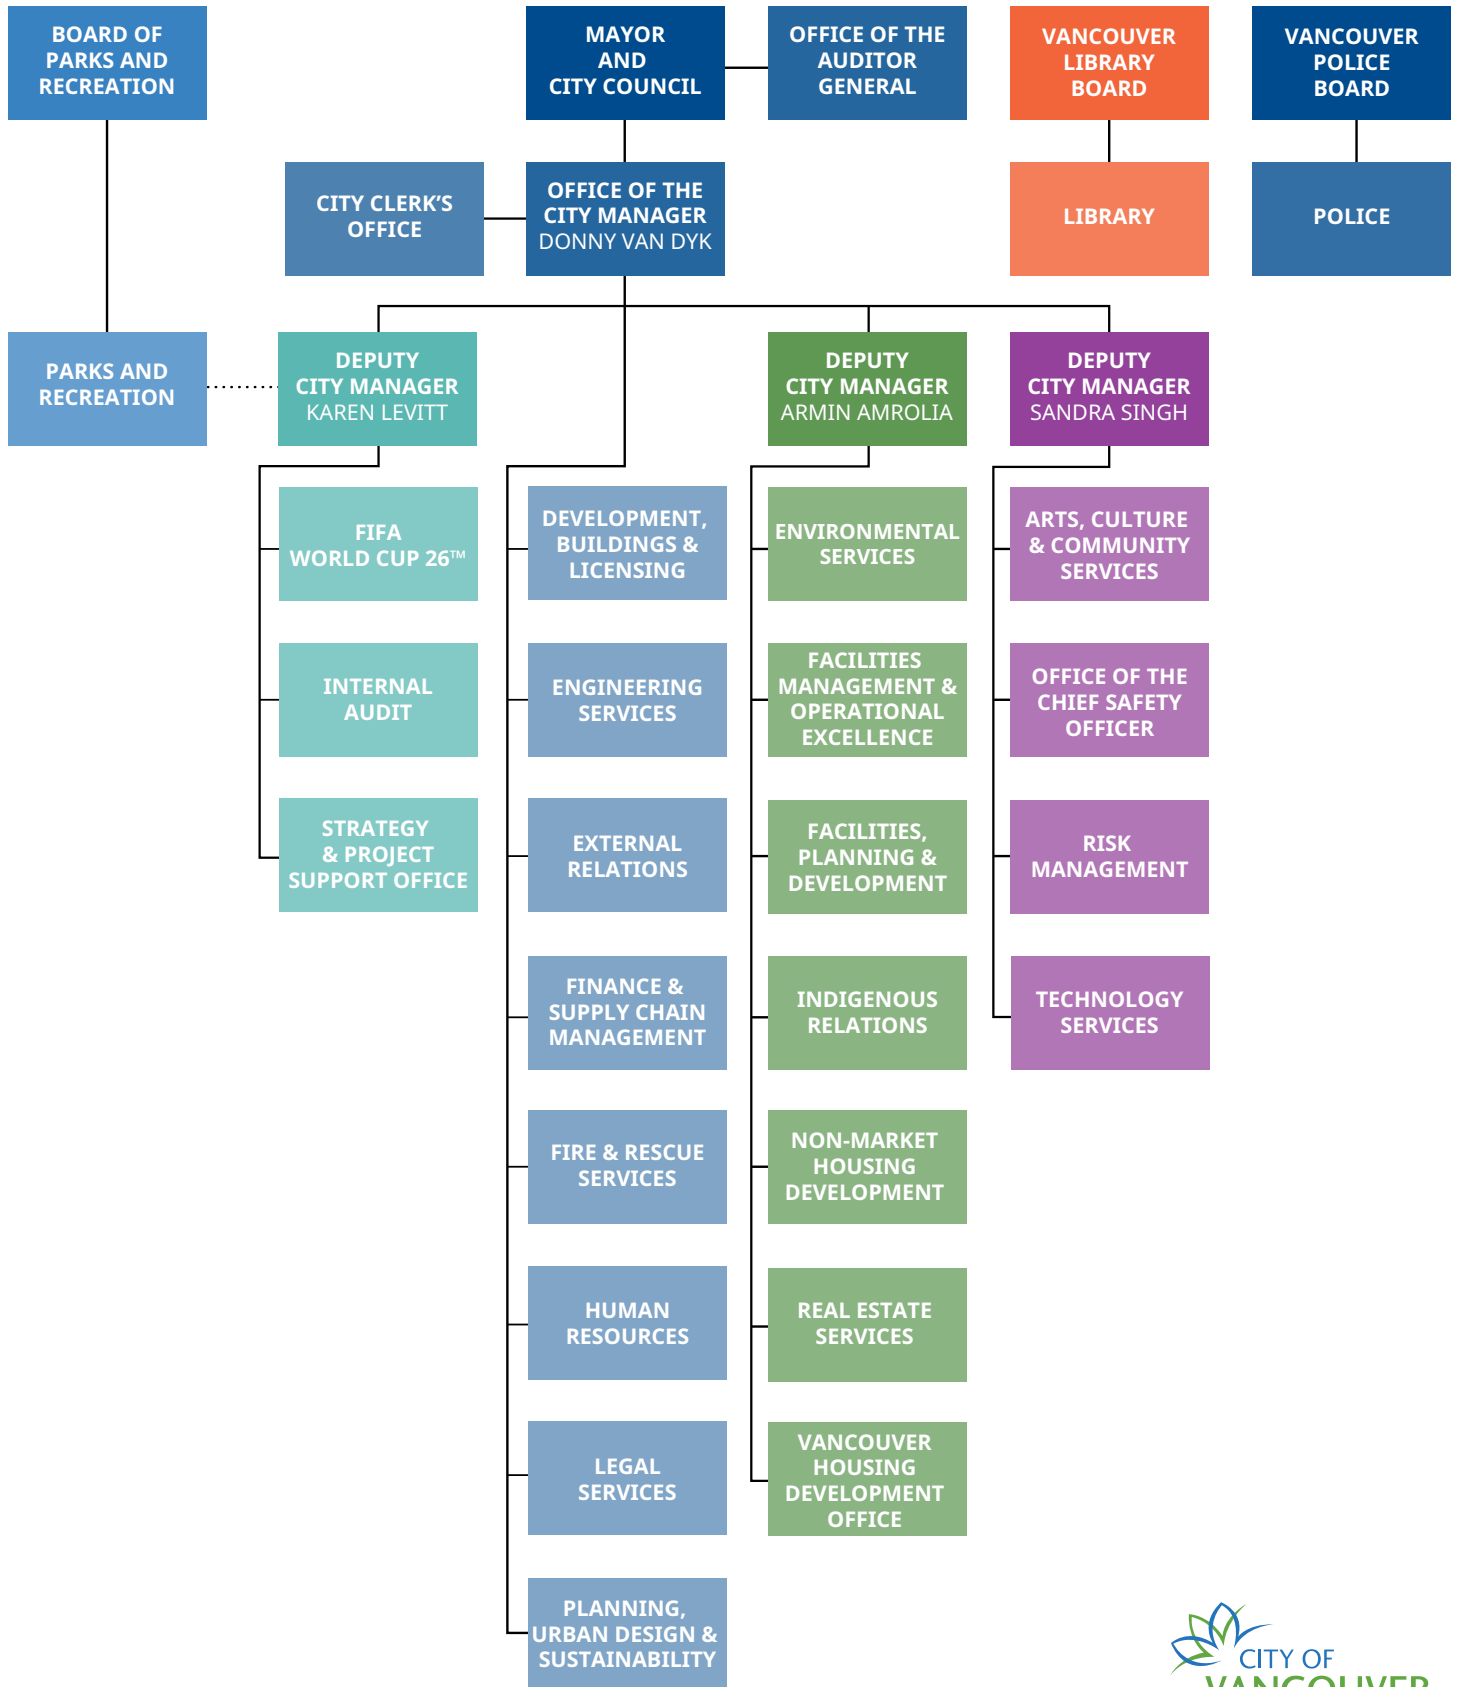 BOARD OF
PARKS AND
RECREATION
MAYOR
AND
CITY COUNCIL
OFFICE OF THE
AUDITOR
GENERAL
VANCOUVER
LIBRARY
BOARD
VANCOUVER
POLICE
BOARD
CITY CLERK’S
OFFICE
OFFICE OF THE
CITY MANAGER
DONNY VAN DYK
LIBRARY
POLICE
PARKS AND
RECREATION
DEPUTY
CITY MANAGER
KAREN LEVITT
DEPUTY
CITY MANAGER
ARMIN AMROLIA
DEPUTY
CITY MANAGER
SANDRA SINGH
FIFA
WORLD CUP 26™
INTERNAL
AUDIT
STRATEGY
& PROJECT
SUPPORT OFFICE
DEVELOPMENT,
BUILDINGS &
LICENSING
ENGINEERING
SERVICES
EXTERNAL
RELATIONS
FINANCE &
SUPPLY CHAIN
MANAGEMENT
FIRE & RESCUE
SERVICES
HUMAN
RESOURCES
LEGAL
SERVICES
PLANNING,
URBAN DESIGN &
SUSTAINABILITY
ENVIRONMENTAL
SERVICES
FACILITIES
MANAGEMENT &
OPERATIONAL
EXCELLENCE
FACILITIES,
PLANNING &
DEVELOPMENT
INDIGENOUS
RELATIONS
NON-MARKET
HOUSING
DEVELOPMENT
REAL ESTATE
SERVICES
VANCOUVER
HOUSING
DEVELOPMENT
OFFICE
ARTS, CULTURE
& COMMUNITY
SERVICES
OFFICE OF THE
CHIEF SAFETY
OFFICER
RISK
MANAGEMENT
TECHNOLOGY
SERVICES
CITY OF
VANCOUVER